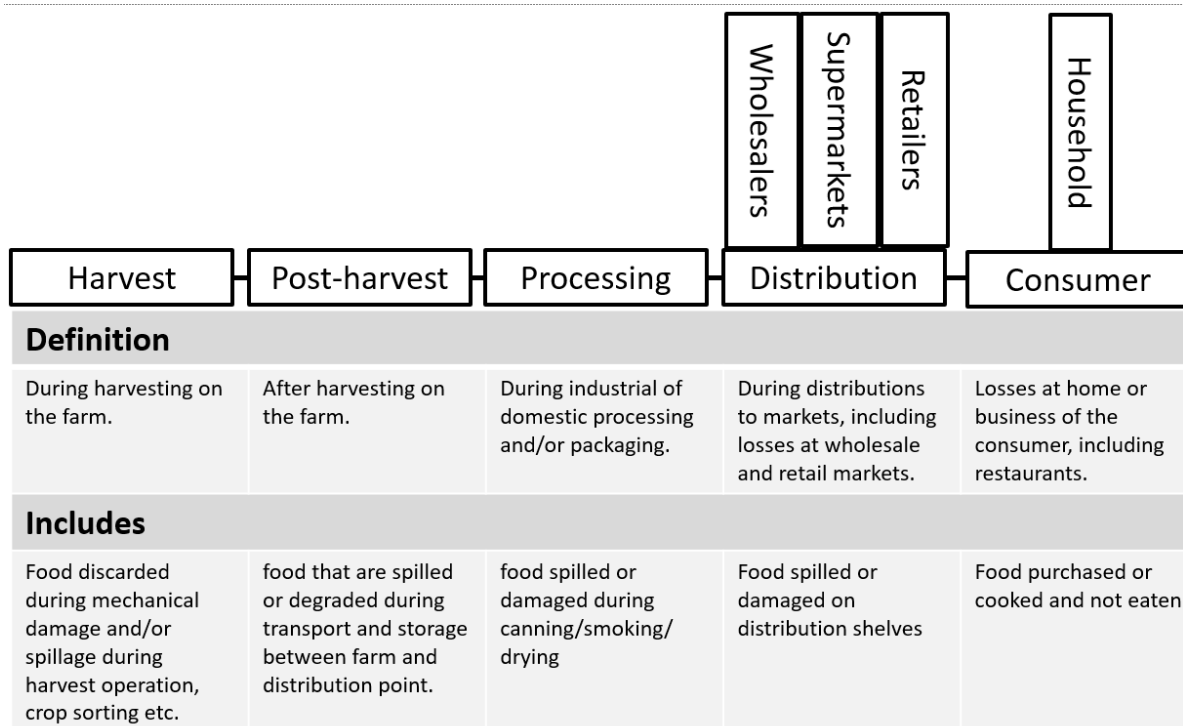 Wholesalers
Supermarkets
Retailers
Household
Harvest
Post-harvest
Processing
Distribution
Consumer
Definition
During harvesting on
the farm.
After harvesting on
the farm.
During industrial of
domestic processing
and/or packaging.
During distributions
to markets, including
losses at wholesale
and retail markets.
Losses at home or
business of the
consumer, including
restaurants.
Includes
Food discarded
during mechanical
damage and/or
spillage during
harvest operation,
crop sorting etc.
food that are spilled
or degraded during
transport and storage
between farm and
distribution point.
food spilled or
damaged during
canning/smoking/
drying
Food spilled or
damaged on
distribution shelves
Food purchased or
cooked and not eaten